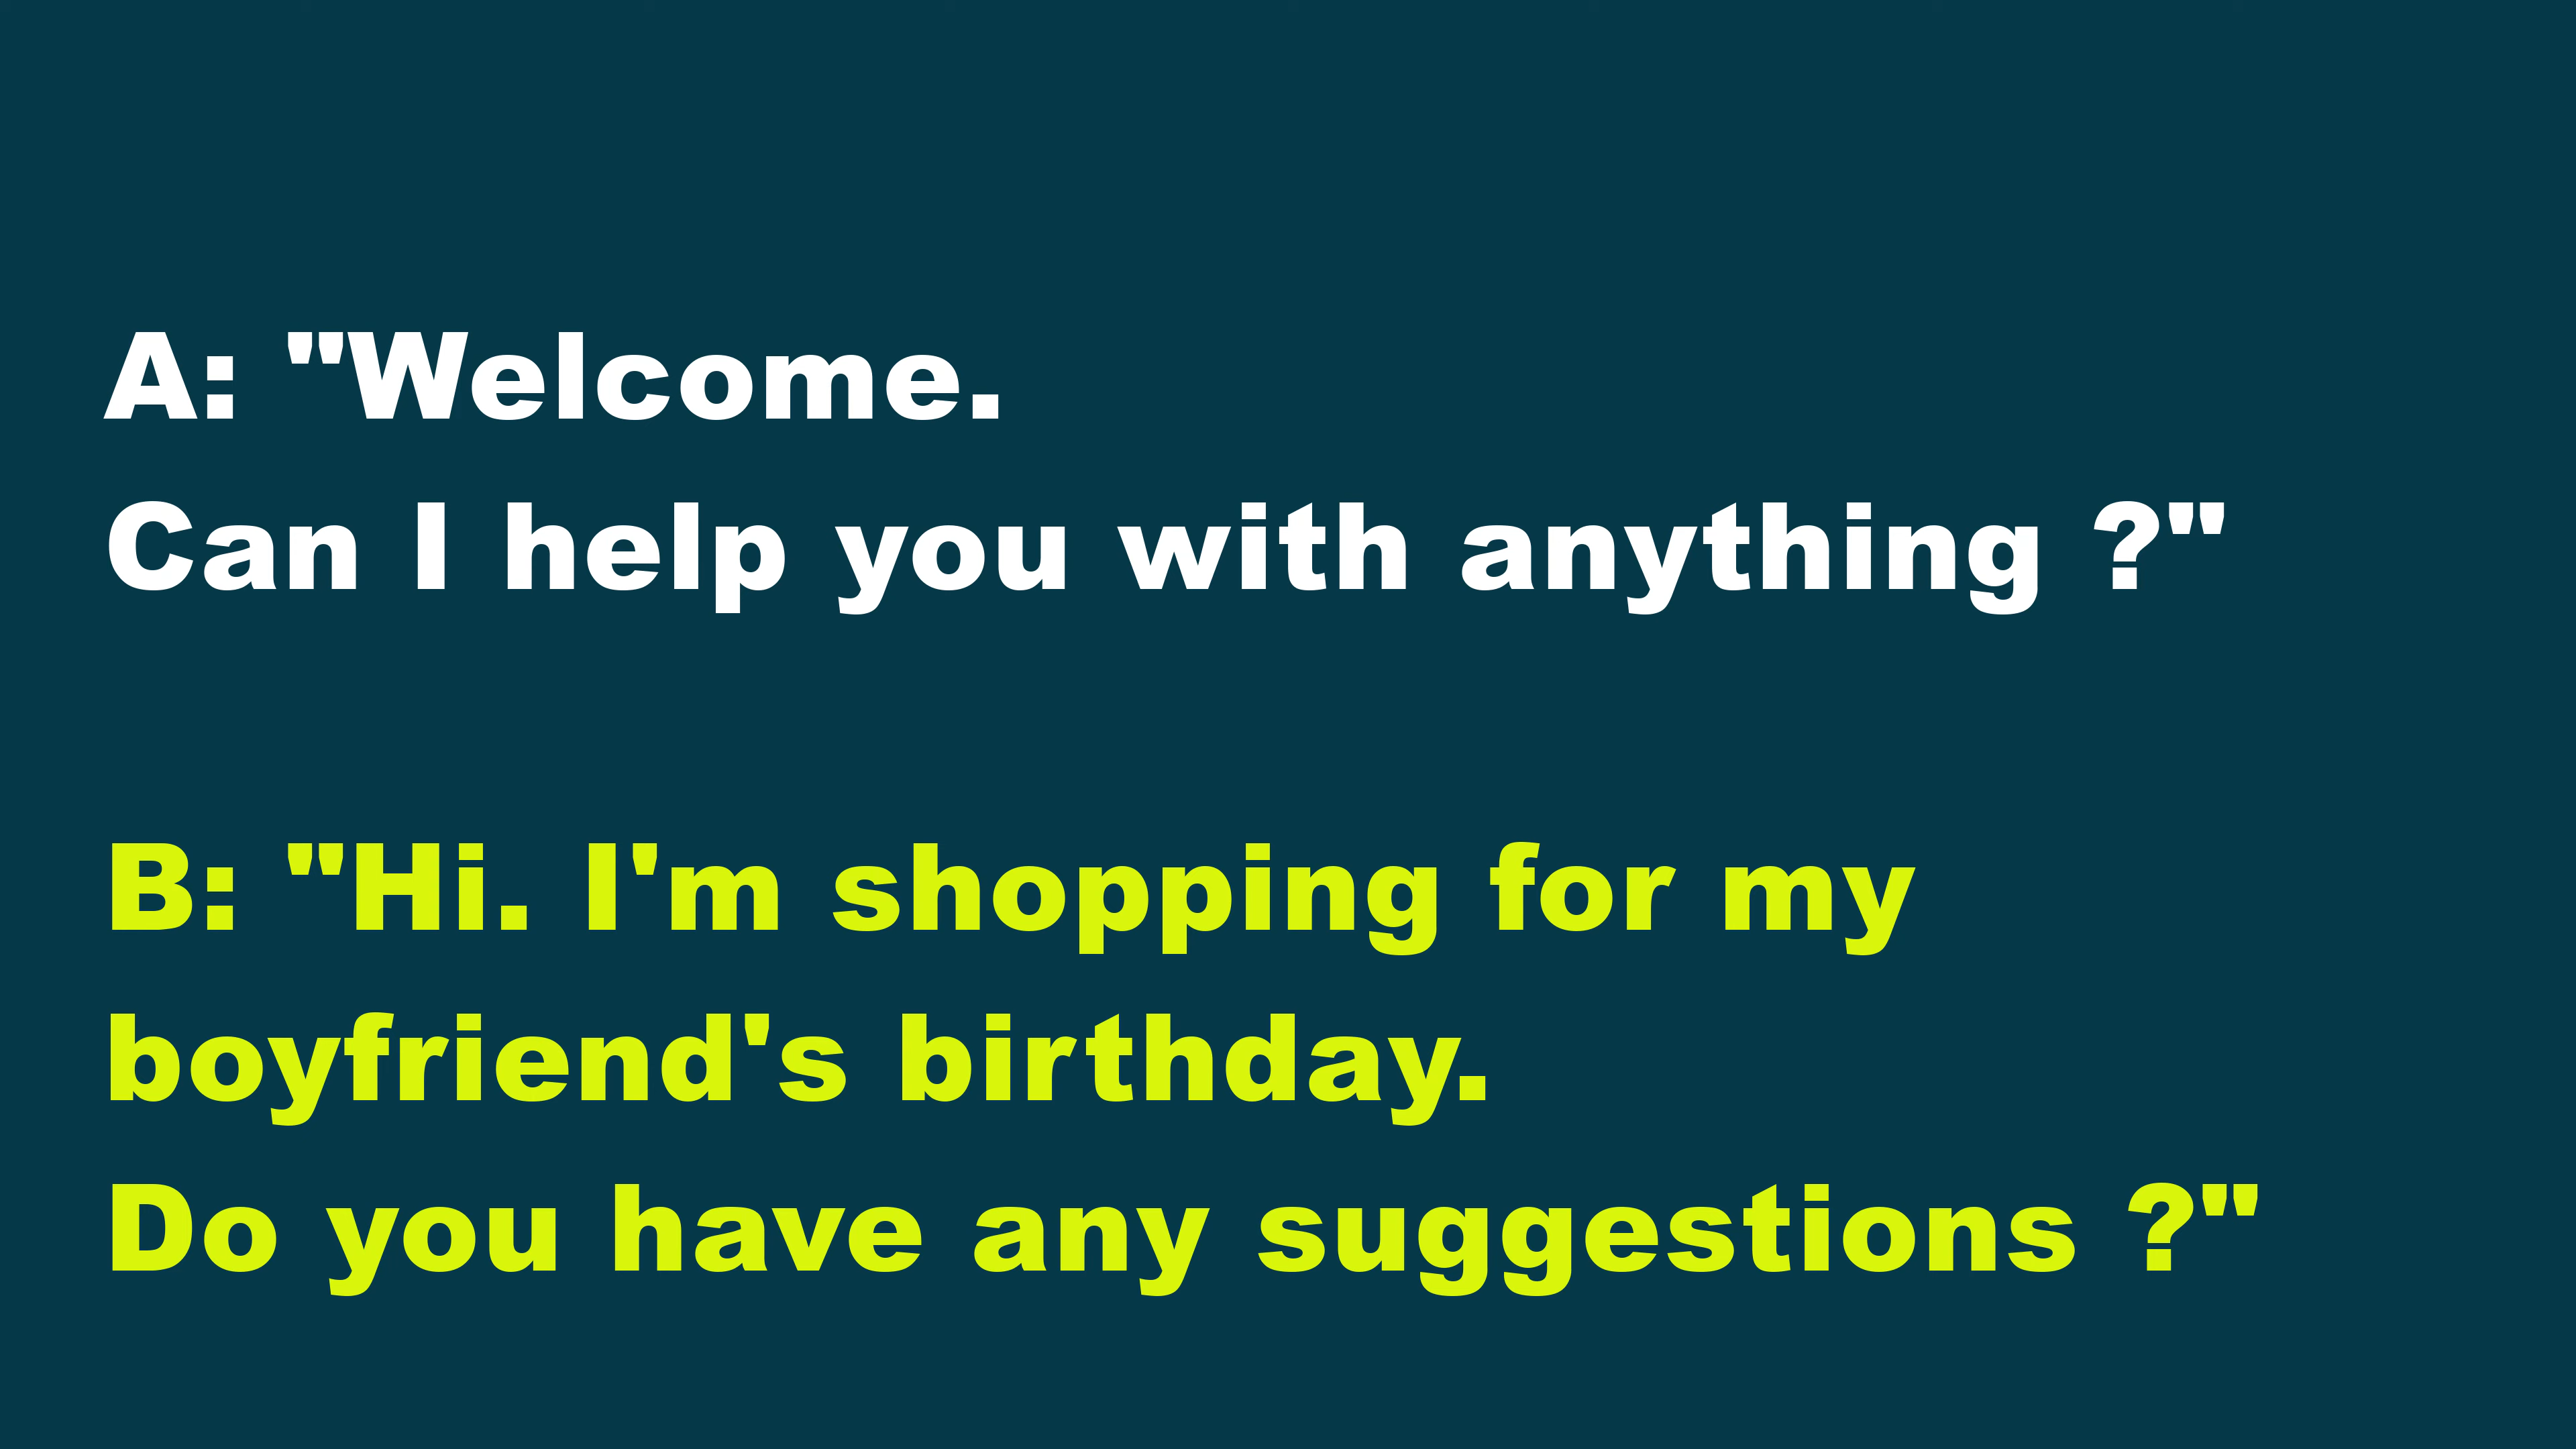 A: "Welcome.
Can I help you with anything ?"
B: "Hi. I'm shopping for my
boyfriend's birthday.
Do you have any suggestions ?"